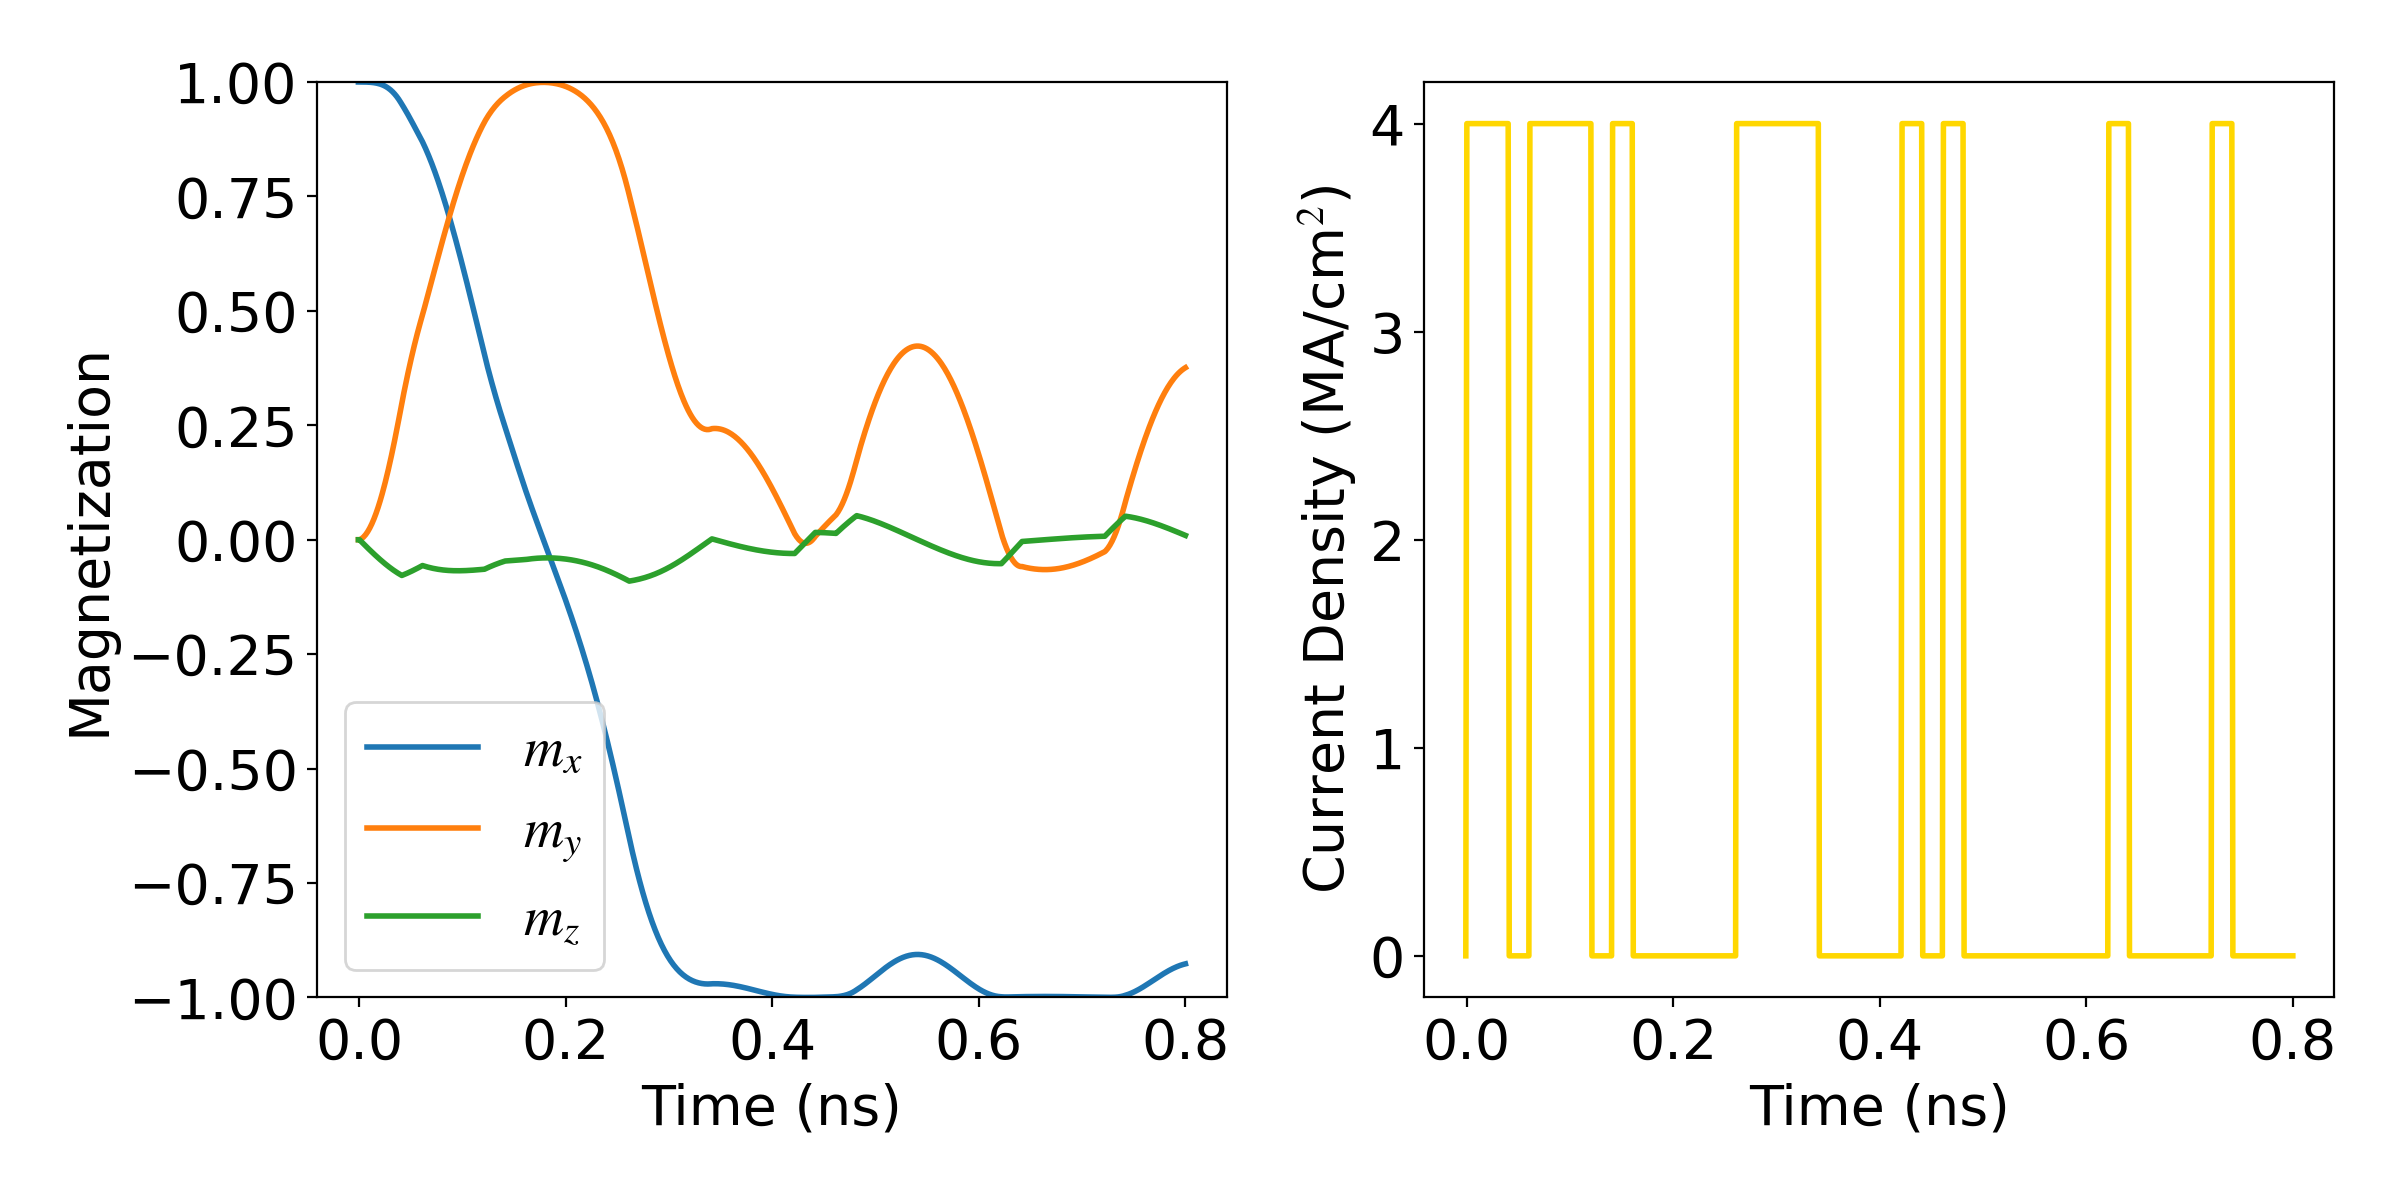 Magnetization
1.00
0.75
0.50
0.25
0.00
−0.25
−0.50
−0.75
−1.00
m_x
m_y
m_z
0.0 0.2 0.4 0.6 0.8
Time (ns)
Current Density (MA/cm²)
4
3
2
1
0
0.0 0.2 0.4 0.6 0.8
Time (ns)